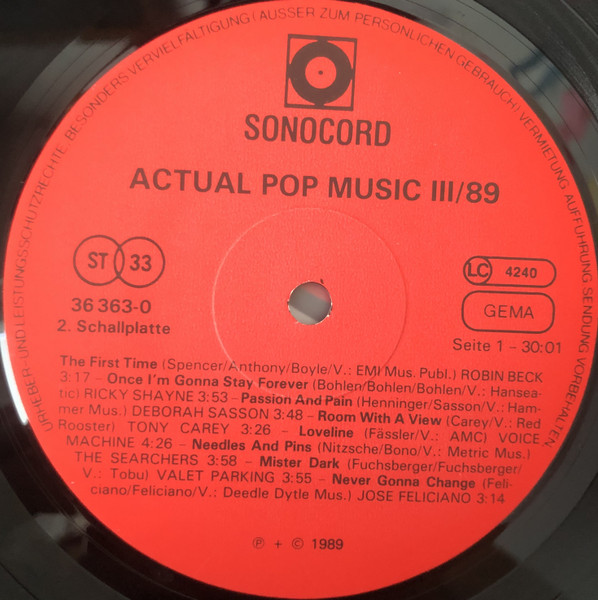 URHEBER- UND LEISTUNGSSCHUTZRECHTE BESONDERS VERVIELFÄLTIGUNG (AUSSER ZUM PERSÖNLICHEN GEBRAUCH) VERMIETUNG AUFFÜHRUNG SENDUNG VORBEHALTEN
SONOCORD
ACTUAL POP MUSIC III/89
ST 33
LC 4240
36 363-0
GEMA
2. Schallplatte
Seite 1 – 30:01
The First Time (Spencer/Anthony/Boyle/V.: EMI Mus. Publ.) ROBIN BECK
3:17 – Once I'm Gonna Stay Forever (Bohlen/Bohlen/Bohlen/V.: Hansea-
tic) RICKY SHAYNE 3:53 – Passion And Pain (Henninger/Sasson/V.: Ham-
mer Mus.) DEBORAH SASSON 3:48 – Room With A View (Carey/V.: Red
Rooster) TONY CAREY 3:26 – Loveline (Fässler/V.: AMC) VOICE
MACHINE 4:26 – Needles And Pins (Nitzsche/Bono/V.: Metric Mus.)
THE SEARCHERS 3:58 – Mister Dark (Fuchsberger/Fuchsberger/
V.: Tobu) VALET PARKING 3:55 – Never Gonna Change (Feli-
ciano/Feliciano/V.: Deedle Dytle Mus.) JOSE FELICIANO 3:14
℗ + © 1989